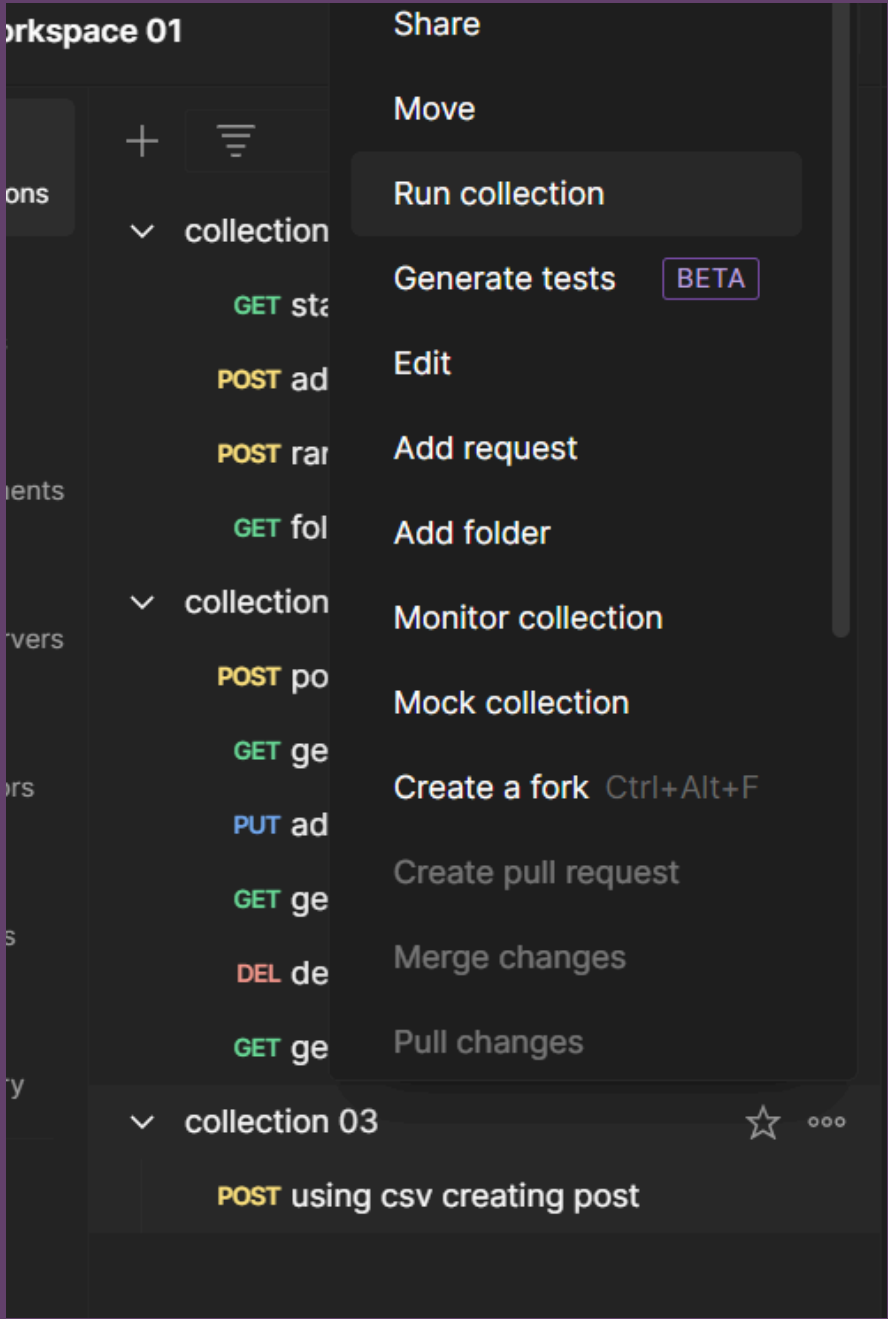 orkspace 01
Share
Move
ons
Run collection
collection
Generate tests BETA
GET sta
Edit
POST ad
Add request
POST ran
ents
GET fol
Add folder
collection
Monitor collection
rvers
POST po
Mock collection
GET ge
ors
PUT ad
Create a fork Ctrl+Alt+F
GET ge
Create pull request
s
DEL de
Merge changes
GET ge
Pull changes
ry
collection 03
POST using csv creating post